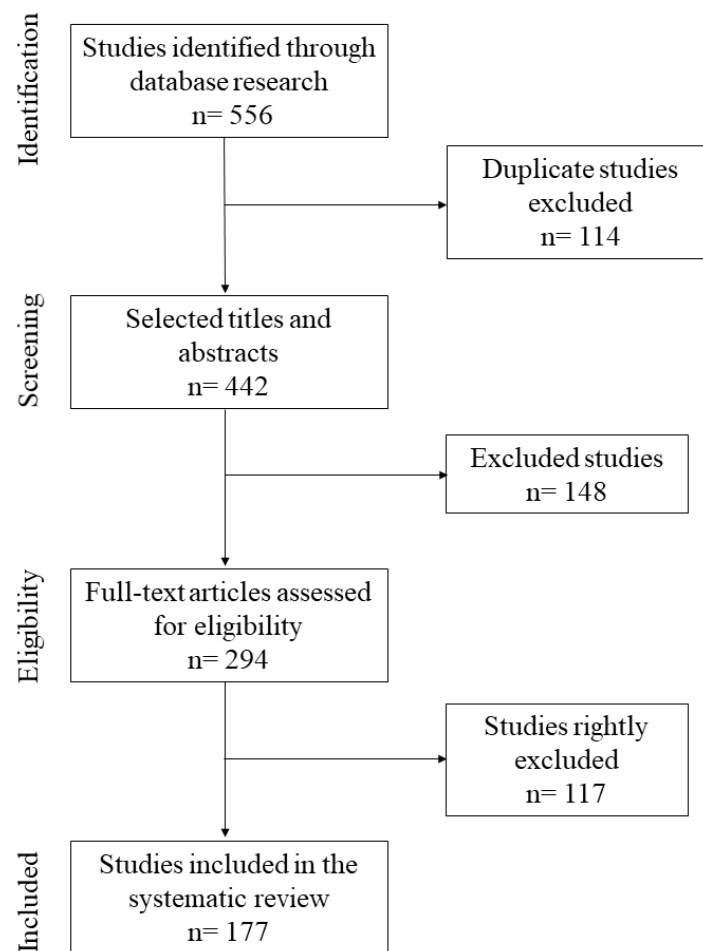 Identification
Studies identified through
database research
n= 556
Duplicate studies
excluded
n= 114
Screening
Selected titles and
abstracts
n= 442
Excluded studies
n= 148
Eligibility
Full-text articles assessed
for eligibility
n= 294
Studies rightly
excluded
n= 117
Included
Studies included in the
systematic review
n= 177